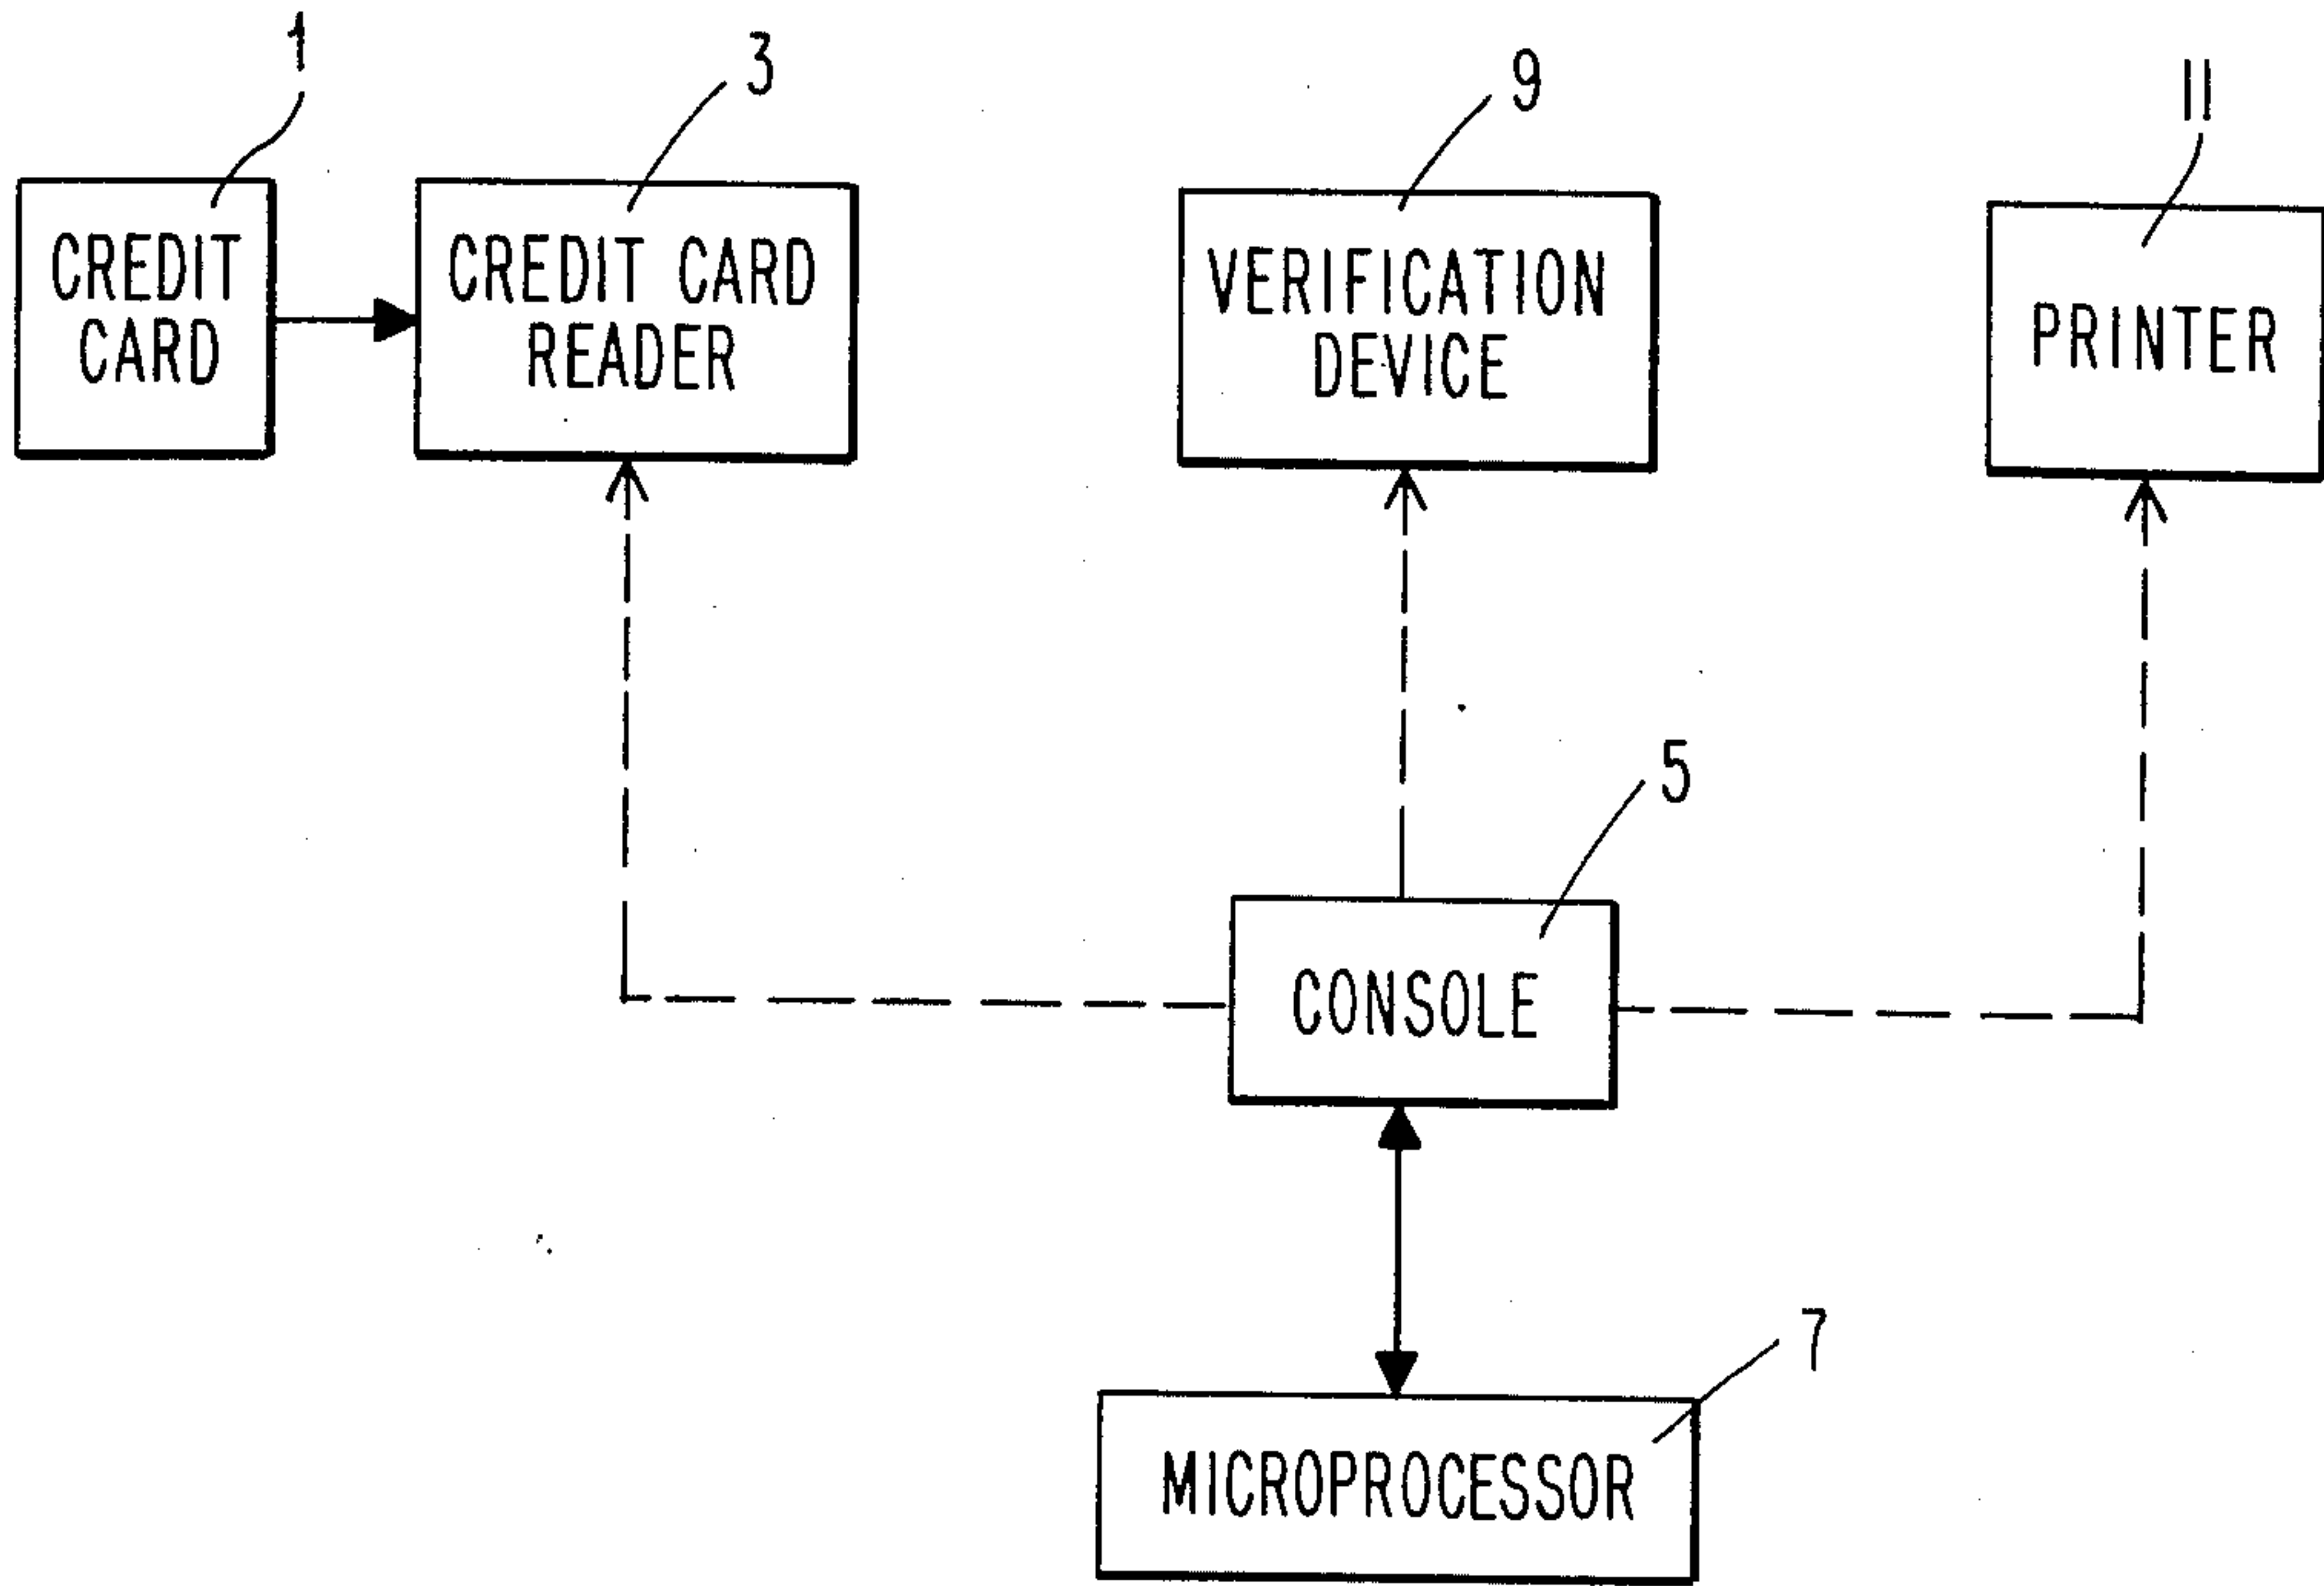 1
3
9
11
CREDIT
CARD
CREDIT CARD
READER
VERIFICATION
DEVICE
PRINTER
5
CONSOLE
7
MICROPROCESSOR